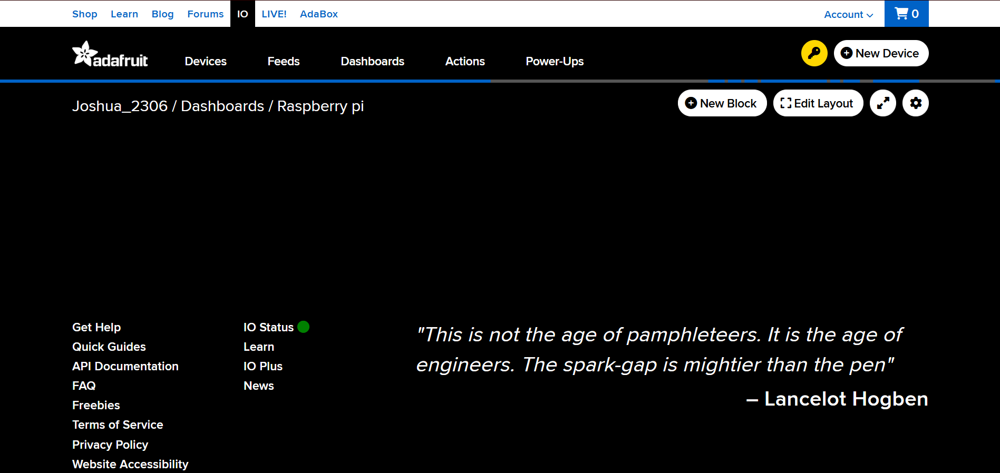 Shop Learn Blog Forums IO LIVE! AdaBox Account 0
adafruit Devices Feeds Dashboards Actions Power-Ups New Device
Joshua_2306 / Dashboards / Raspberry pi New Block Edit Layout
Get Help
Quick Guides
API Documentation
FAQ
Freebies
Terms of Service
Privacy Policy
Website Accessibility
IO Status
Learn
IO Plus
News
"This is not the age of pamphleteers. It is the age of
engineers. The spark-gap is mightier than the pen"
– Lancelot Hogben